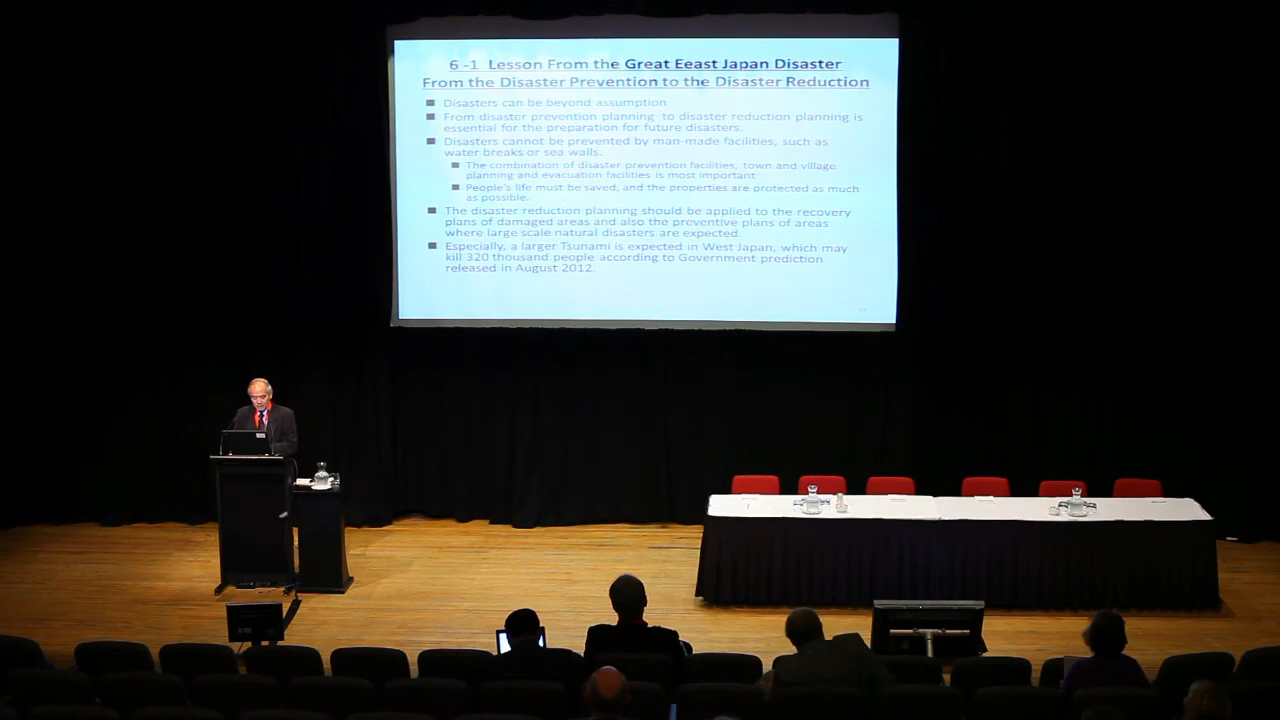 6 -1 Lesson From the Great Eeast Japan Disaster
From the Disaster Prevention to the Disaster Reduction
Disasters can be beyond assumption
From disaster prevention planning to disaster reduction planning is
essential for the preparation for future disasters.
Disasters cannot be prevented by man-made facilities, such as
water breaks or sea walls.
The combination of disaster prevention facilities, town and village
planning and evacuation facilities is most important
People's life must be saved, and the properties are protected as much
as possible.
The disaster reduction planning should be applied to the recovery
plans of damaged areas and also the preventive plans of areas
where large scale natural disasters are expected.
Especially, a larger Tsunami is expected in West Japan, which may
kill 320 thousand people according to Government prediction
released in August 2012.